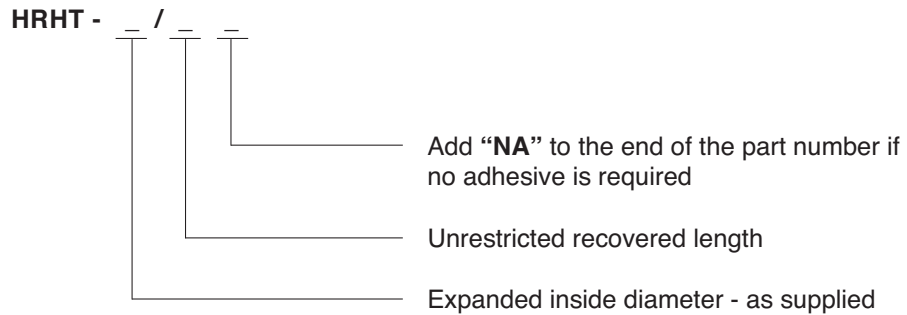 HRHT - _ / _ _
Add “NA” to the end of the part number if
no adhesive is required
Unrestricted recovered length
Expanded inside diameter - as supplied